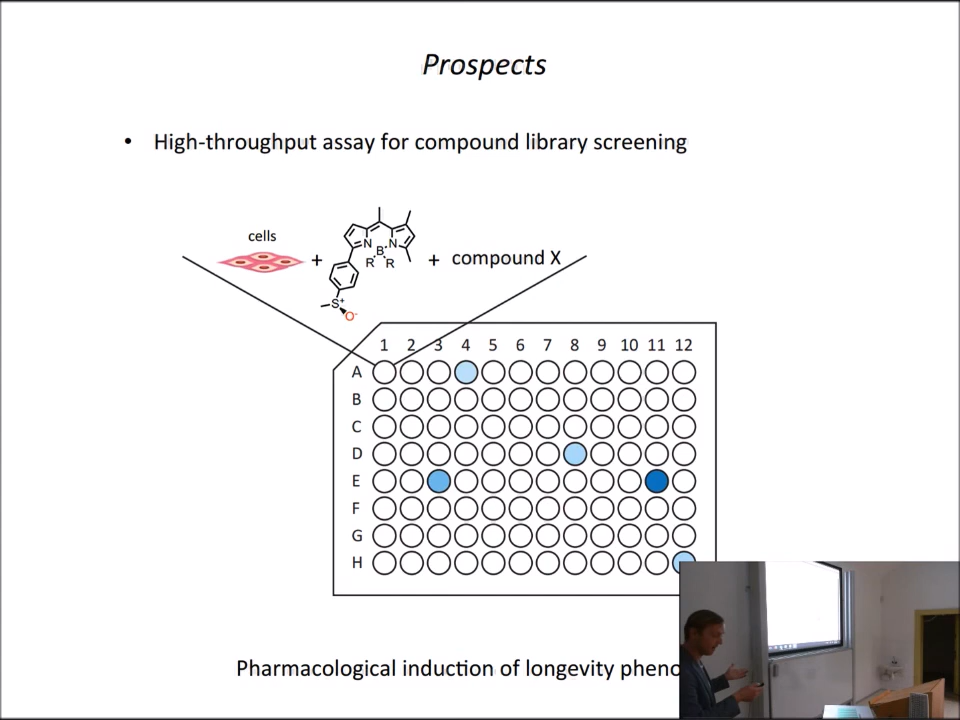 Prospects
• High-throughput assay for compound library screening
cells
+
N
N
B
R
R
S+
O-
+ compound X
1 2 3 4 5 6 7 8 9 10 11 12
A
B
C
D
E
F
G
H
Pharmacological induction of longevity pheno